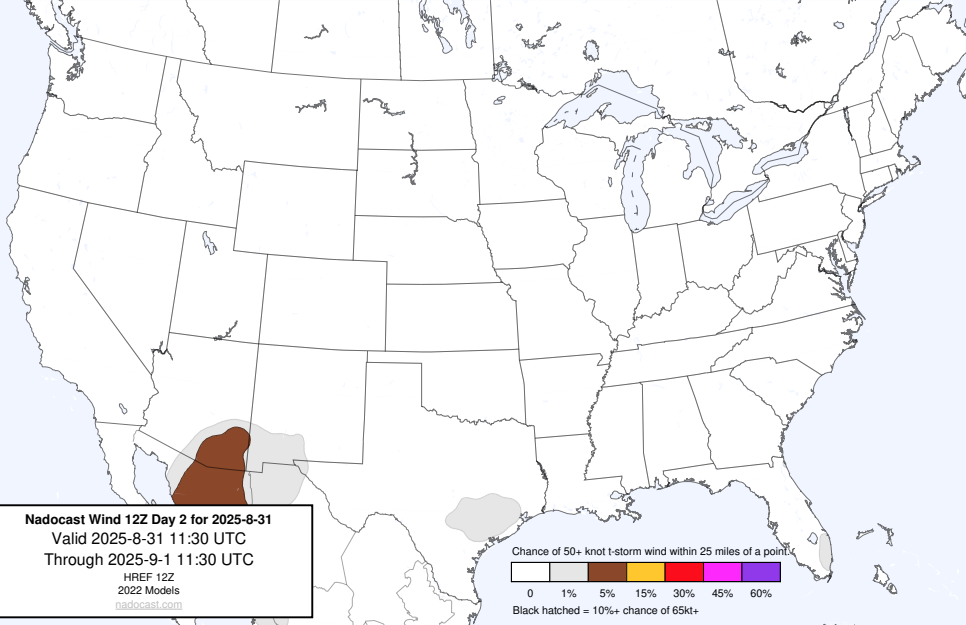 Nadocast Wind 12Z Day 2 for 2025-8-31
Valid 2025-8-31 11:30 UTC
Through 2025-9-1 11:30 UTC
HREF 12Z
2022 Models
nadocast.com
Chance of 50+ knot t-storm wind within 25 miles of a point.
0 1% 5% 15% 30% 45% 60%
Black hatched = 10%+ chance of 65kt+